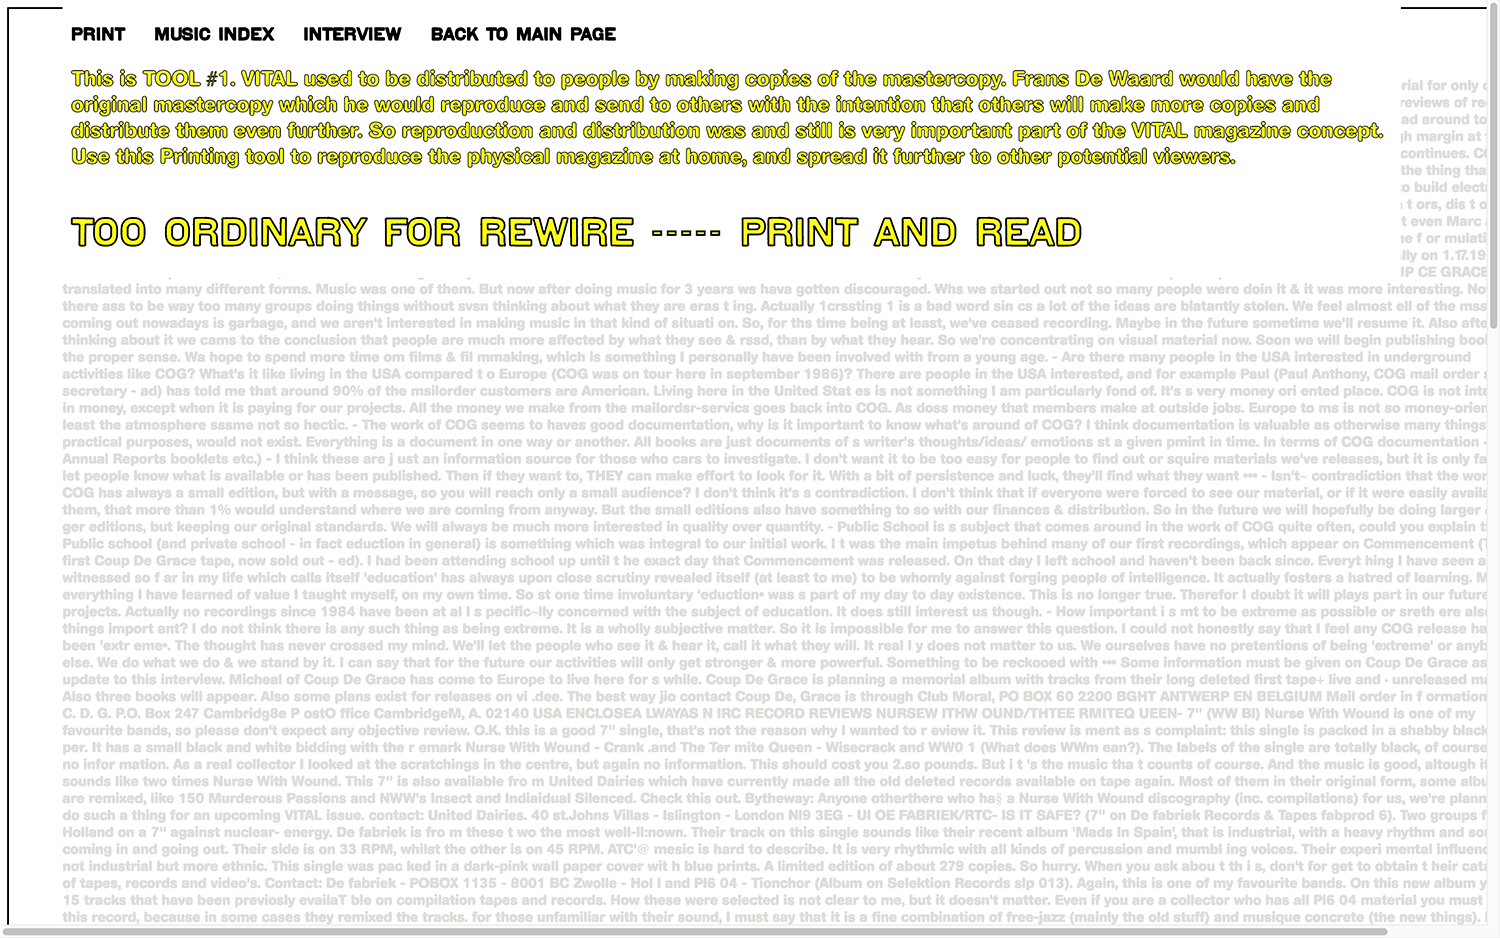 PRINT MUSIC INDEX INTERVIEW BACK TO MAIN PAGE
This is TOOL #1. VITAL used to be distributed to people by making copies of the mastercopy. Frans De Waard would have the
original mastercopy which he would reproduce and send to others with the intention that others will make more copies and
distribute them even further. So reproduction and distribution was and still is very important part of the VITAL magazine concept.
Use this Printing tool to reproduce the physical magazine at home, and spread it further to other potential viewers.
TOO ORDINARY FOR REWIRE ----- PRINT AND READ
rial for only
reviews of re
ad around to
gh margin at
continues. C
the thing tha
o build elect
t ors, dis t o
t even Marc
e f or mulati
lly on 1.17.19
UP CE GRACE
translated into many different forms. Music was one of them. But now after doing music for 3 years ws hava gotten discouraged. Whs we started out not so many people were doin it & it was more interesting. No
there ass to be way too many groups doing things without svsn thinking about what they are eras t ing. Actually 1crssting 1 is a bad word sin cs a lot of the ideas are blatantly stolen. We feel almost ell of the mss
coming out nowadays is garbage, and we aren't interested in making music in that kind of situati on. So, for ths time being at least, we've ceased recording. Maybe in the future sometime we'll resume it. Also afte
thinking about it we cams to the conclusion that people are much more affected by what they see & rssd, than by what they hear. So we're concentrating on visual material now. Soon we will begin publishing boo
the proper sense. Wa hope to spend more time om films & fil mmaking, which is something I personally have been involved with from a young age. - Are there many people in the USA interested in underground
activities like COG? What's it like living in the USA compared t o Europe (COG was on tour here in september 1986)? There are people in the USA interested, and for example Paul (Paul Anthony, COG mail order
secretary - ad) has told me that around 90% of the msilorder customers are American. Living here in the United Stat es is not something I am particularly fond of. It's s very money ori ented place. COG is not inte
in money, except when it is paying for our projects. All the money we make from the mailordsr-servics goes back into COG. As doss money that members make at outside jobs. Europe to ms is not so money-orien
least the atmosphere sssme not so hectic. - The work of COG seems to haves good documentation, why is it important to know what's around of COG? I think documentation is valuable as otherwise many things
practical purposes, would not exist. Everything is a document in one way or another. All books are just documents of s writer's thoughts/ideas/ emotions st a given pmint in time. In terms of COG documentation -
Annual Reports booklets etc.) - I think these are j ust an information source for those who cars to investigate. I don't want it to be too easy for people to find out or squire materials we've releases, but it is only fa
let people know what is available or has been published. Then if they want to, THEY can make effort to look for it. With a bit of persistence and luck, they'll find what they want ••• - Isn't~ contradiction that the wor
COG has always a small edition, but with a message, so you will reach only a small audience? I don't think it's s contradiction. I don't think that if everyone were forced to see our material, or if it were easily availa
them, that more than 1% would understand where we are coming from anyway. But the small editions also have something to so with our finances & distribution. So in the future we will hopefully be doing larger
ger editions, but keeping our original standards. We will always be much more interested in quality over quantity. - Public School is s subject that comes around in the work of COG quite often, could you explain t
Public school (and private school - in fact eduction in general) is something which was integral to our initial work. I t was the main impetus behind many of our first recordings, which appear on Commencement (T
first Coup De Grace tape, now sold out - ed). I had been attending school up until t he exact day that Commencement was released. On that day I left school and haven't been back since. Everyt hing I have seen a
witnessed so f ar in my life which calls itself 'education' has always upon close scrutiny revealed itself (at least to me) to be whomly against forging people of intelligence. It actually fosters a hatred of learning. M
everything I have learned of value I taught myself, on my own time. So st one time involuntary 'eduction• was s part of my day to day existence. This is no longer true. Therefor I doubt it will plays part in our future
projects. Actually no recordings since 1984 have been at al l s pecific~lly concerned with the subject of education. It does still interest us though. - How important i s mt to be extreme as possible or sreth ere also
things import ant? I do not think there is any such thing as being extreme. It is a wholly subjective matter. So it is impossible for me to answer this question. I could not honestly say that I feel any COG release ha
been 'extr eme•. The thought has never crossed my mind. We'll let the people who see it & hear it, call it what they will. It real l y does not matter to us. We ourselves have no pretentions of being 'extreme' or anyb
else. We do what we do & we stand by it. I can say that for the future our activities will only get stronger & more powerful. Something to be reckooed with ••• Some information must be given on Coup De Grace as
update to this interview. Micheal of Coup De Grace has come to Europe to live here for s while. Coup De Grace is planning a memorial album with tracks from their long deleted first tape+ live and · unreleased ma
Also three books will appear. Also some plans exist for releases on vi .dee. The best way jio contact Coup De, Grace is through Club Moral, PO BOX 60 2200 BGHT ANTWERP EN BELGIUM Mail order in f ormation
C. D. G. P.O. Box 247 Cambridg8e P ostO ffice CambridgeM, A. 02140 USA ENCLOSEA LWAYAS N IRC RECORD REVIEWS NURSEW ITHW OUND/THTEE RMITEQ UEEN- 7" (WW BI) Nurse With Wound is one of my
favourite bands, so please don't expect any objective review. O.K. this is a good 7" single, that's not the reason why I wanted to r eview it. This review is ment as s complaint: this single is packed in a shabby black
per. It has a small black and white bidding with the r emark Nurse With Wound - Crank .and The Ter mite Queen - Wisecrack and WW0 1 (What does WWm ean?). The labels of the single are totally black, of course
no infor mation. As a real collector I looked at the scratchings in the centre, but again no information. This should cost you 2.so pounds. But i t 's the music tha t counts of course. And the music is good, altough if
sounds like two times Nurse With Wound. This 7" is also available fro m United Dairies which have currently made all the old deleted records available on tape again. Most of them in their original form, some albu
are remixed, like 150 Murderous Passions and NWW's Insect and Indiaidual Silenced. Check this out. Bytheway: Anyone otherthere who ha§ a Nurse With Wound discography (inc. compilations) for us, we're plann
do such a thing for an upcoming VITAL issue. contact: United Dairies. 40 st.Johns Villas - Islington - London NI9 3EG - UI OE FABRIEK/RTC- IS IT SAFE? (7" on De fabriek Records & Tapes fabprod 6). Two groups f
Holland on a 7" against nuclear- energy. De fabriek is fro m these t wo the most well-ll:nown. Their track on this single sounds like their recent album 'Mads In Spain', that is industrial, with a heavy rhythm and so
coming in and going out. Their side is on 33 RPM, whilst the other is on 45 RPM. ATC'@ mesic is hard to describe. It is very rhythmic with all kinds of percussion and mumbl ing voices. Their experi mental influenc
not industrial but more ethnic. This single was pac ked in a dark-pink wall paper cover wit h blue prints. A limited edition of about 279 copies. So hurry. When you ask abou t th i s, don't for get to obtain t heir cata
of tapes, records and video's. Contact: De fabriek - POBOX 1135 - 8001 BC Zwolle - Hol l and Pl6 04 - Tionchor (Album on Selektion Records slp 013). Again, this is one of my favourite bands. On this new album y
15 tracks that have been previosly evailaT ble on compilation tapes and records. How these were selected is not clear to me, but it doesn't matter. Even if you are a collector who has all Pl6 04 material you must
this record, because in some cases they remixed the tracks. for those unfamiliar with their sound, I must say that it is a fine combination of free-jazz (mainly the old stuff) and musique concrete (the new things).